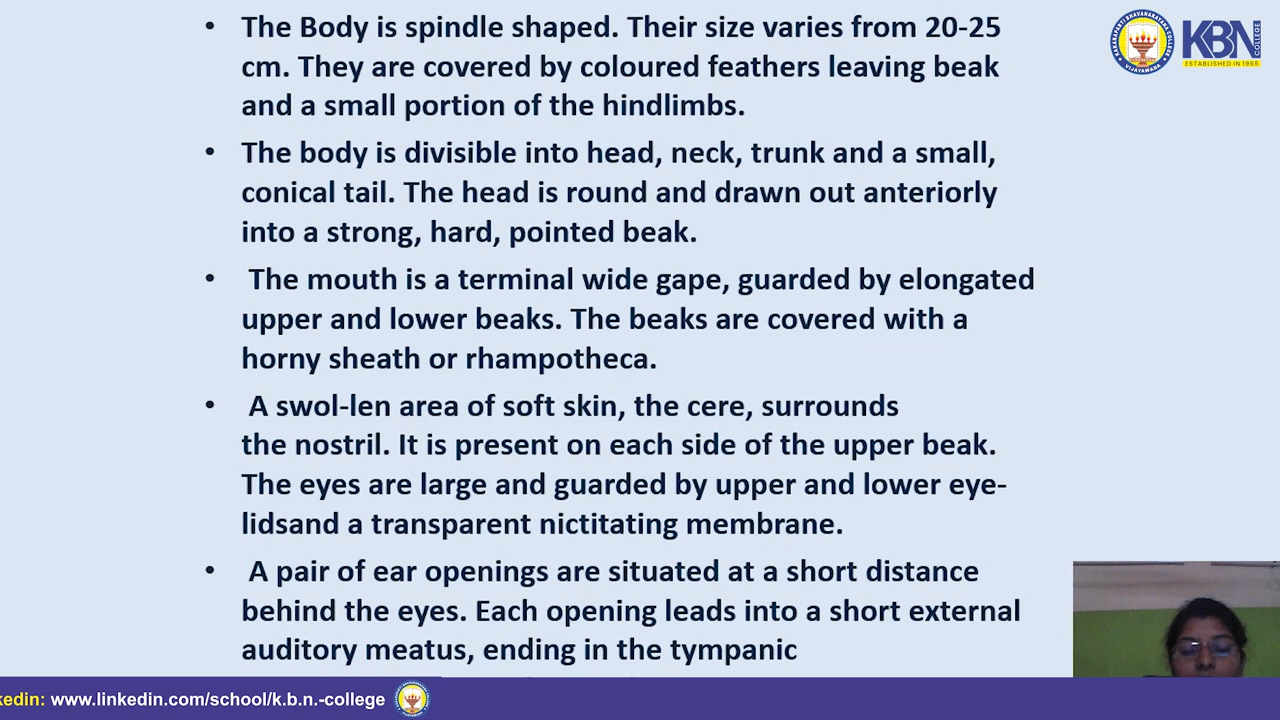 • The Body is spindle shaped. Their size varies from 20-25
cm. They are covered by coloured feathers leaving beak
and a small portion of the hindlimbs.
• The body is divisible into head, neck, trunk and a small,
conical tail. The head is round and drawn out anteriorly
into a strong, hard, pointed beak.
• The mouth is a terminal wide gape, guarded by elongated
upper and lower beaks. The beaks are covered with a
horny sheath or rhampotheca.
• A swol-len area of soft skin, the cere, surrounds
the nostril. It is present on each side of the upper beak.
The eyes are large and guarded by upper and lower eye-
lidsand a transparent nictitating membrane.
• A pair of ear openings are situated at a short distance
behind the eyes. Each opening leads into a short external
auditory meatus, ending in the tympanic
KBN
COLLEGE
ESTABLISHED IN 1965
VIJAYAWADA
kedin: www.linkedin.com/school/k.b.n.-college